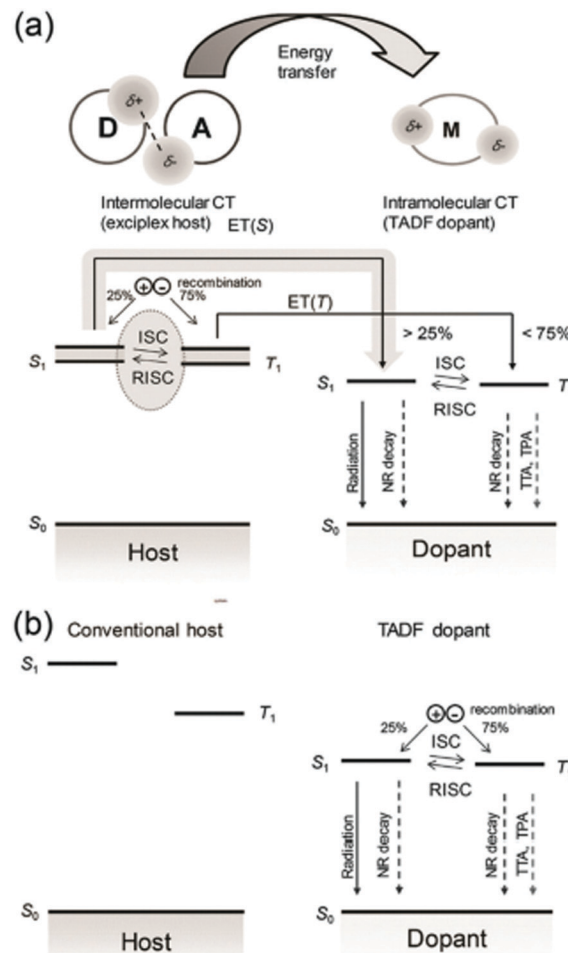 (a)
Energy
transfer
δ+
D
A
δ-
δ+
M
δ-
Intermolecular CT
(exciplex host)
ET(S)
Intramolecular CT
(TADF dopant)
25%
+ −
recombination
75%
ET(T)
> 25%
< 75%
S1
ISC
RISC
T1
S1
ISC
RISC
T
Radiation
NR decay
NR decay
TTA, TPA
S0
Host
S0
Dopant
(b)
Conventional host
TADF dopant
S1
T1
+ −
recombination
25%
75%
ISC
S1
RISC
T
Radiation
NR decay
NR decay
TTA, TPA
S0
Host
S0
Dopant